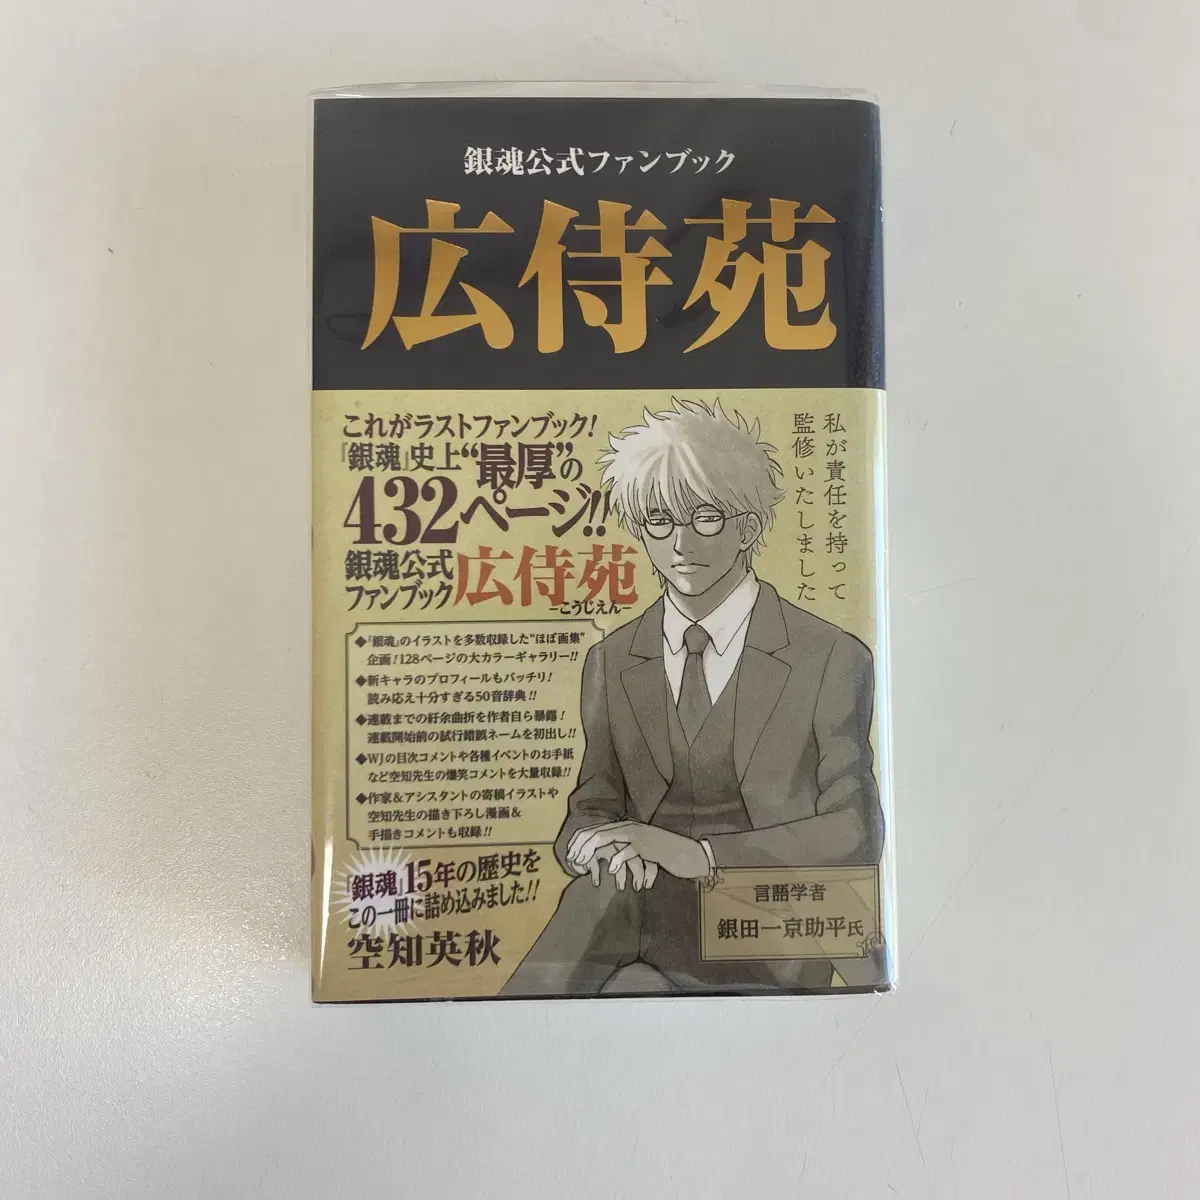 銀魂公式ファンブック
広侍苑
これがラストファンブック!
『銀魂』史上“最厚”の
432ページ!!
銀魂公式
ファンブック
広侍苑
－こうじえん－
◆『銀魂』のイラストを多数収録した“ほぼ画集”
企画!128ページの大カラーギャラリー!!
◆新キャラのプロフィールもバッチリ!
読み応え十分すぎる50音辞典!!
◆連載までの紆余曲折を作者自ら暴露!
連載開始前の試行錯誤ネームを初出し!!
◆WJの目次コメントや各種イベントのお手紙
など空知先生の爆笑コメントを大量収録!!
◆作家&アシスタントの寄稿イラストや
空知先生の描き下ろし漫画&
手描きコメントも収録!!
『銀魂』15年の歴史を
この一冊に詰め込みました!!
空知英秋
私が責任を持って
監修いたしました
言語学者
銀田一京助平氏